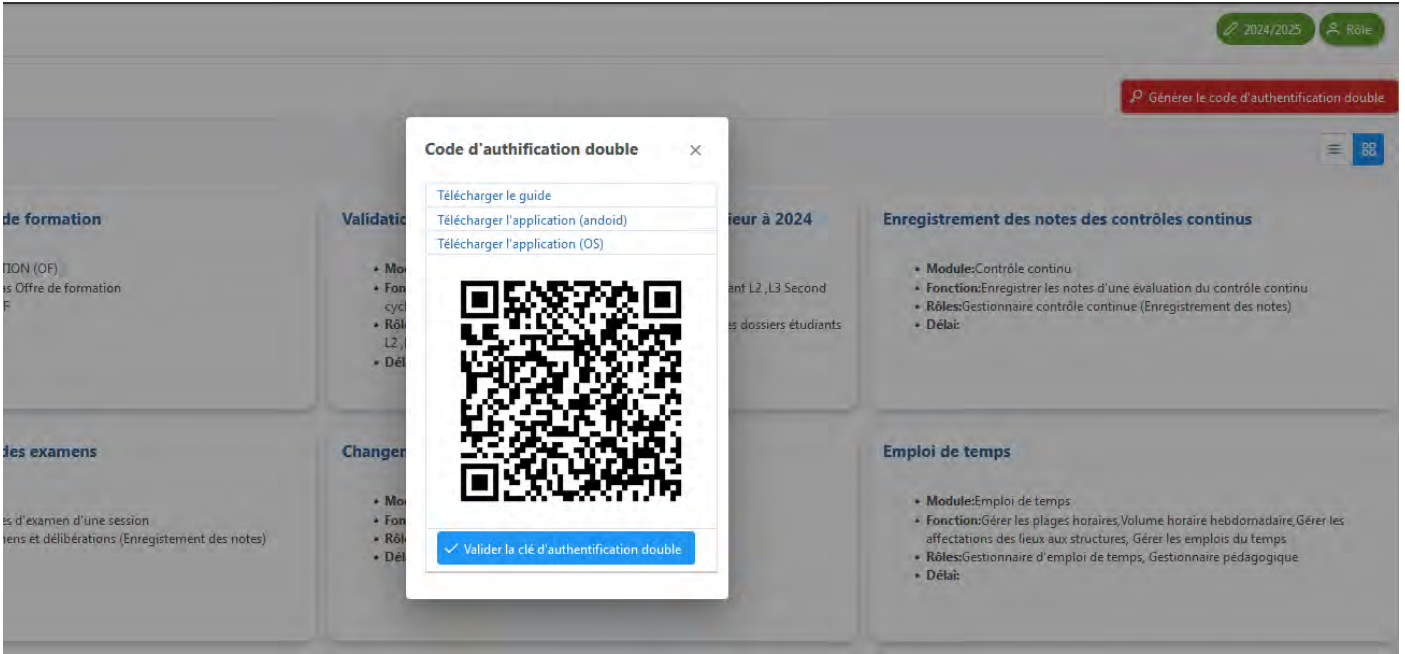 2024/2025
Rôle
Générer le code d'authentification double
Code d'authification double
Télécharger le guide
Télécharger l'application (andoid)
Télécharger l'application (OS)
Valider la clé d'authentification double
de formation
TION (OF)
as Offre de formation
F
Validatio
ieur à 2024
Mo
Fon
ant L2 ,L3 Second
cycl
Rôl
es dossiers étudiants
L2 ,
Dél
Enregistrement des notes des contrôles continus
Module:Contrôle continu
Fonction:Enregistrer les notes d'une évaluation du contrôle continu
Rôles:Gestionnaire contrôle continue (Enregistrement des notes)
Délai:
des examens
es d'examen d'une session
mens et délibérations (Enregistement des notes)
Changer
Mo
Fon
Rôl
Dél
Emploi de temps
Module:Emploi de temps
Fonction:Gérer les plages horaires,Volume horaire hebdomadaire,Gérer les
affectations des lieux aux structures, Gérer les emplois du temps
Rôles:Gestionnaire d'emploi de temps, Gestionnaire pédagogique
Délai: